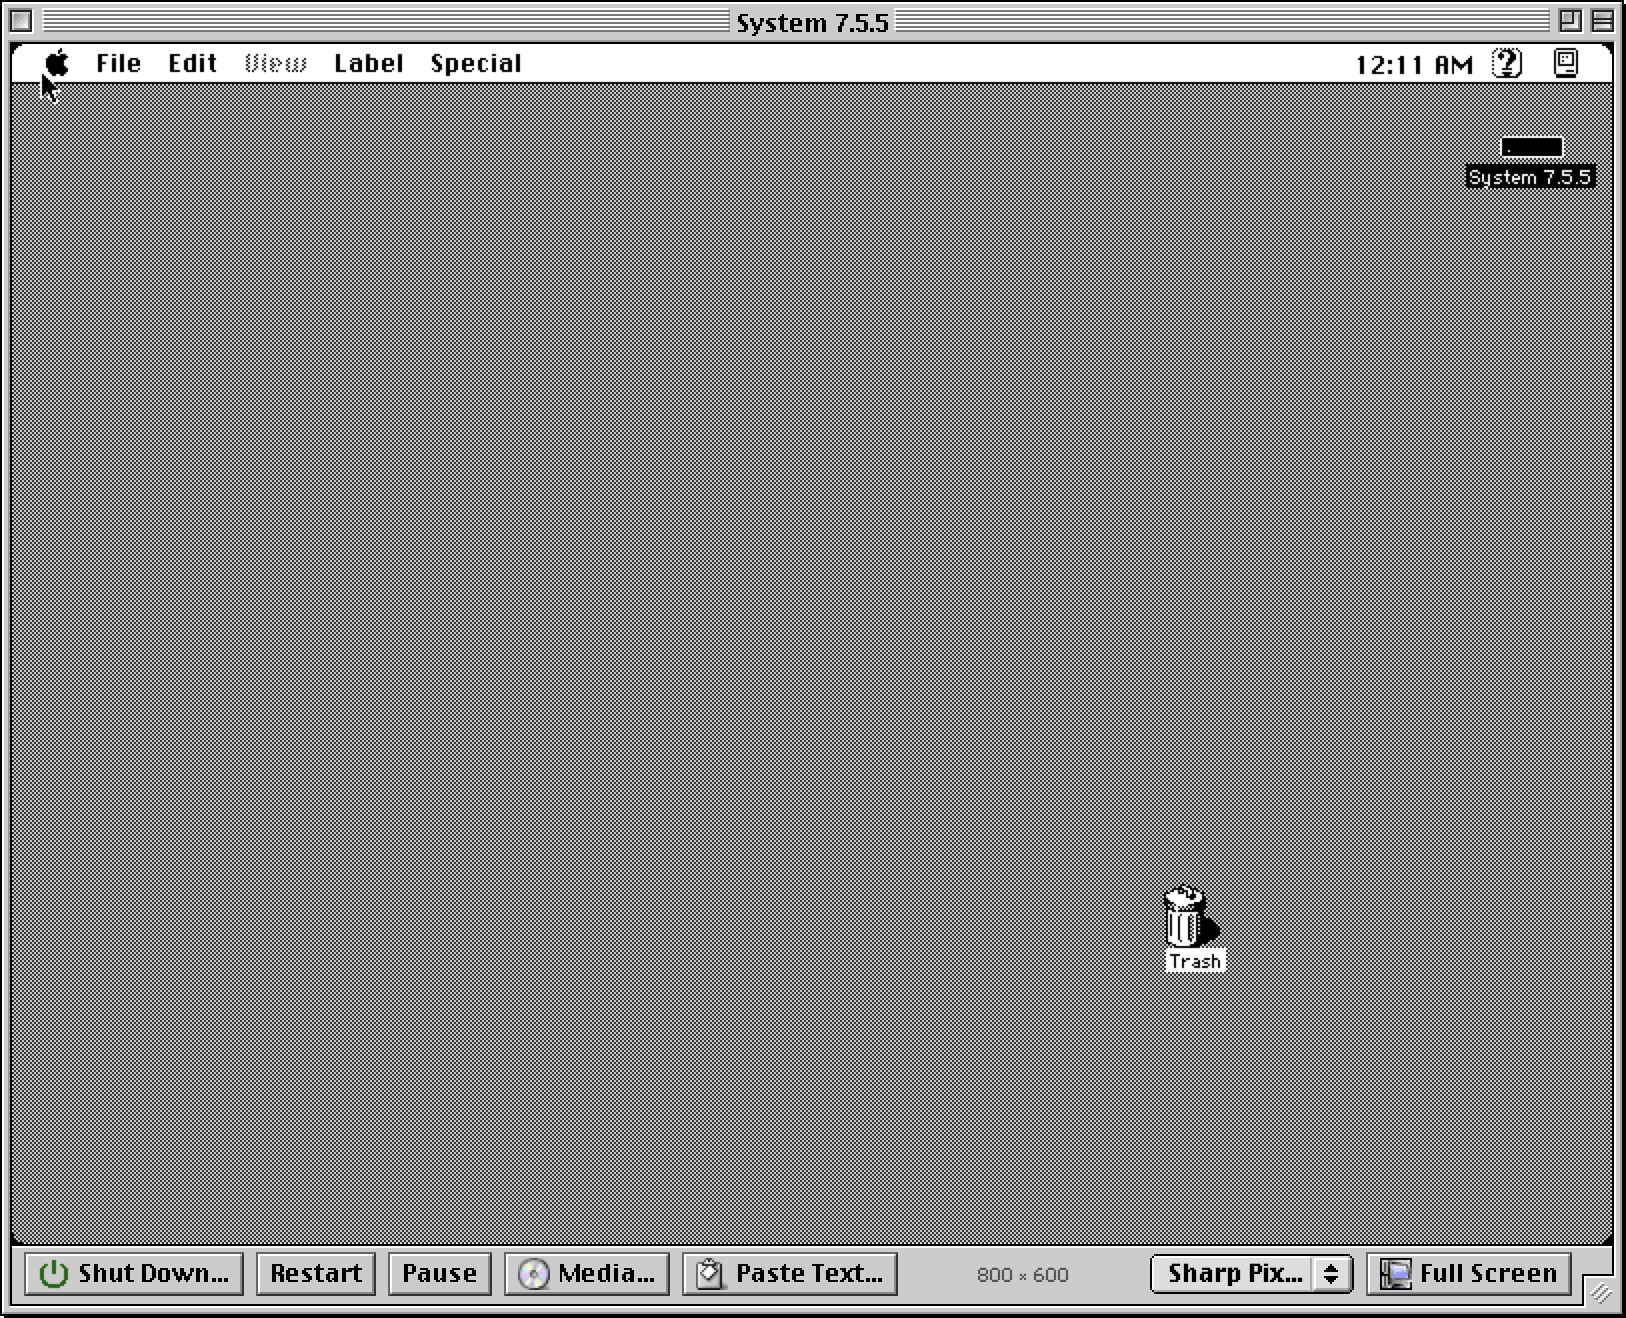 System 7.5.5
File Edit View Label Special 12:11 AM
System 7.5.5
Trash
Shut Down... Restart Pause Media... Paste Text... 800 × 600 Sharp Pix... Full Screen